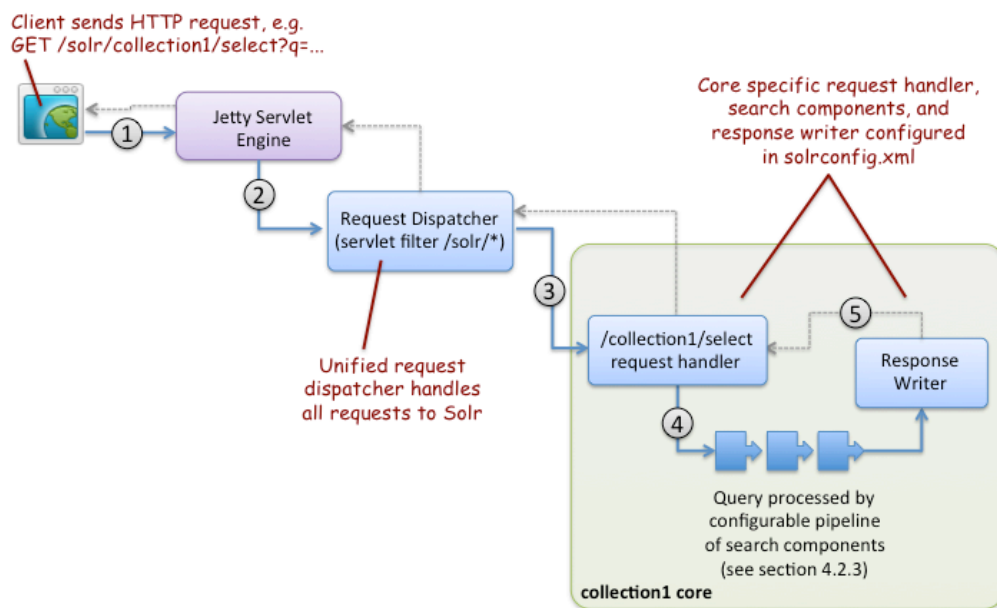 Client sends HTTP request, e.g.
GET /solr/collection1/select?q=...
1
Jetty Servlet
Engine
2
Request Dispatcher
(servlet filter /solr/*)
Unified request
dispatcher handles
all requests to Solr
3
Core specific request handler,
search components, and
response writer configured
in solrconfig.xml
/collection1/select
request handler
4
5
Response
Writer
Query processed by
configurable pipeline
of search components
(see section 4.2.3)
collection1 core